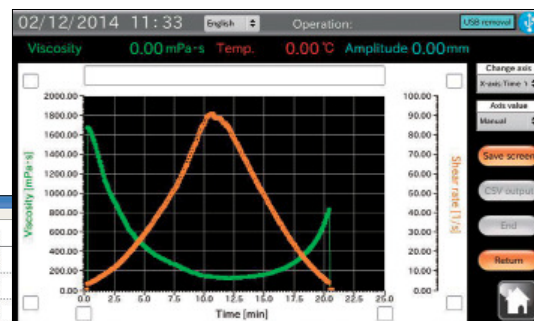 02/12/2014 11:33 English Operation: USB removal
Viscosity 0.00 mPa·s Temp. 0.00 ℃ Amplitude 0.00mm
Change axis
X-axis:Time
Axis value
Manual
Save screen
CSV output
End
Return
Viscosity [mPa·s]
2000.00
1800.00
1600.00
1400.00
1200.00
1000.00
800.00
600.00
400.00
200.00
0.00
100.00
90.00
80.00
70.00
60.00
50.00
40.00
30.00
20.00
10.00
0.00
Shear rate [1/s]
0.0 2.5 5.0 7.5 10.0 12.5 15.0 17.5 20.0 22.5 25.0
Time [min]